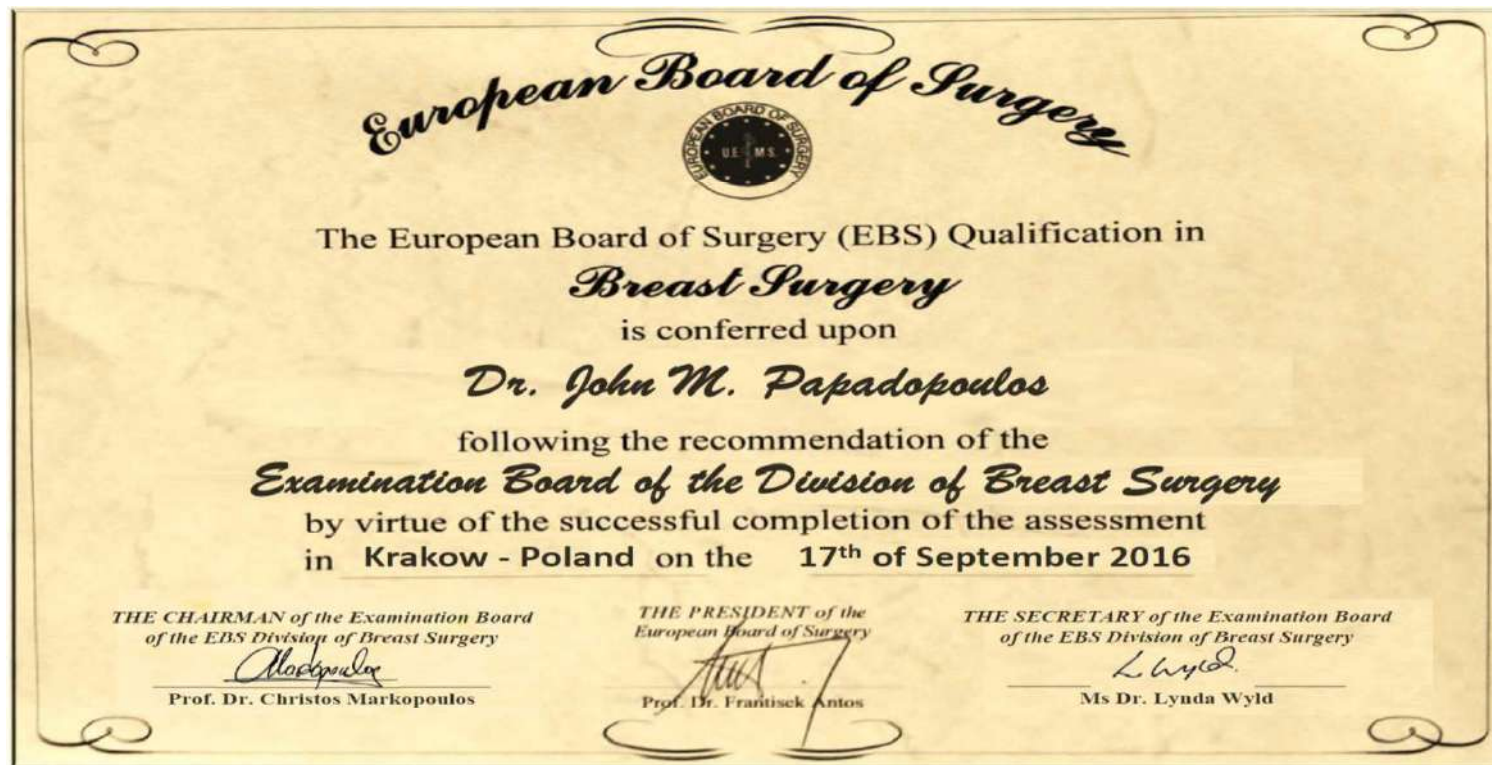 European Board of Surgery
EUROPEAN BOARD OF SURGERY
U.E.M.S.
The European Board of Surgery (EBS) Qualification in
Breast Surgery
is conferred upon
Dr. John M. Papadopoulos
following the recommendation of the
Examination Board of the Division of Breast Surgery
by virtue of the successful completion of the assessment
in Krakow - Poland on the 17th of September 2016
THE CHAIRMAN of the Examination Board
of the EBS Division of Breast Surgery
Prof. Dr. Christos Markopoulos
THE PRESIDENT of the
European Board of Surgery
Prof. Dr. Frantisek Antos
THE SECRETARY of the Examination Board
of the EBS Division of Breast Surgery
L Wyld.
Ms Dr. Lynda Wyld